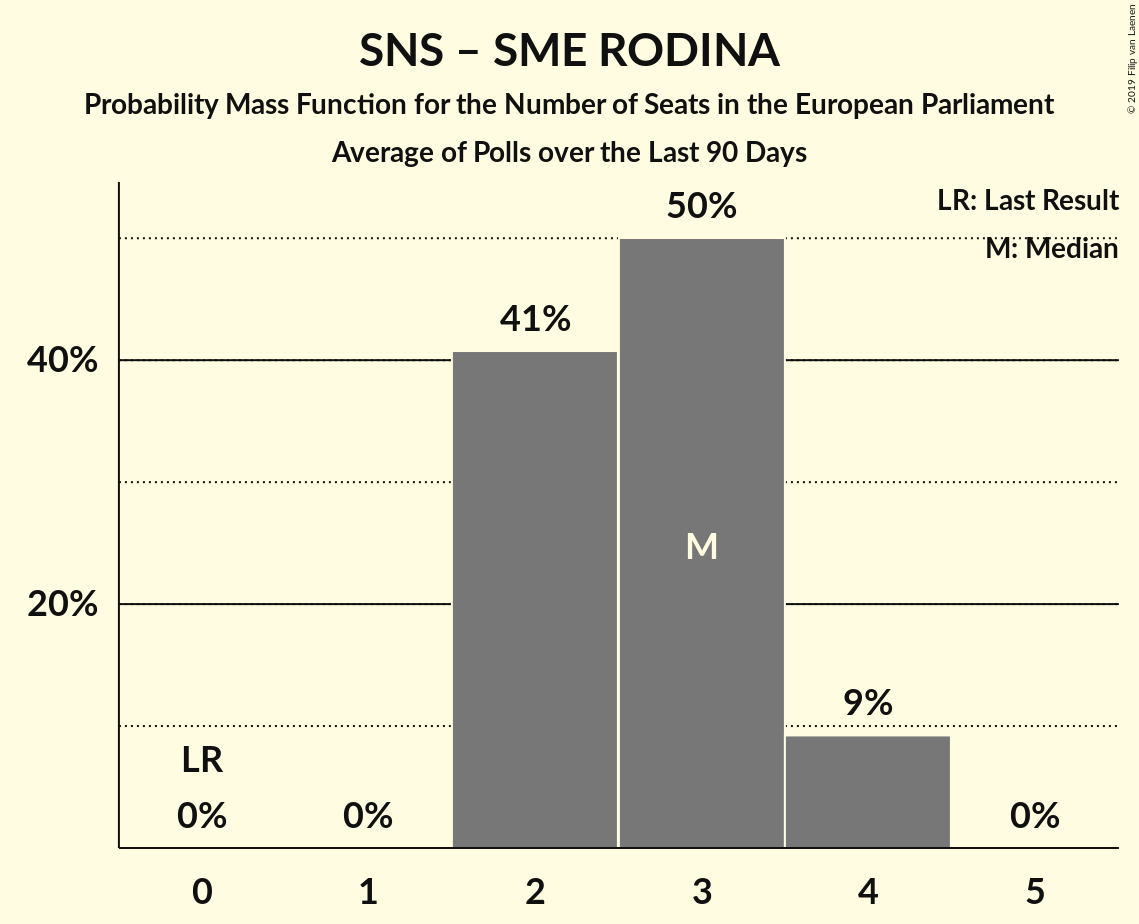 SNS – SME RODINA
Probability Mass Function for the Number of Seats in the European Parliament
Average of Polls over the Last 90 Days
© 2019 Filip van Laenen
LR: Last Result
M: Median
50%
41%
40%
M
20%
9%
LR
0% 0% 0%
0 1 2 3 4 5